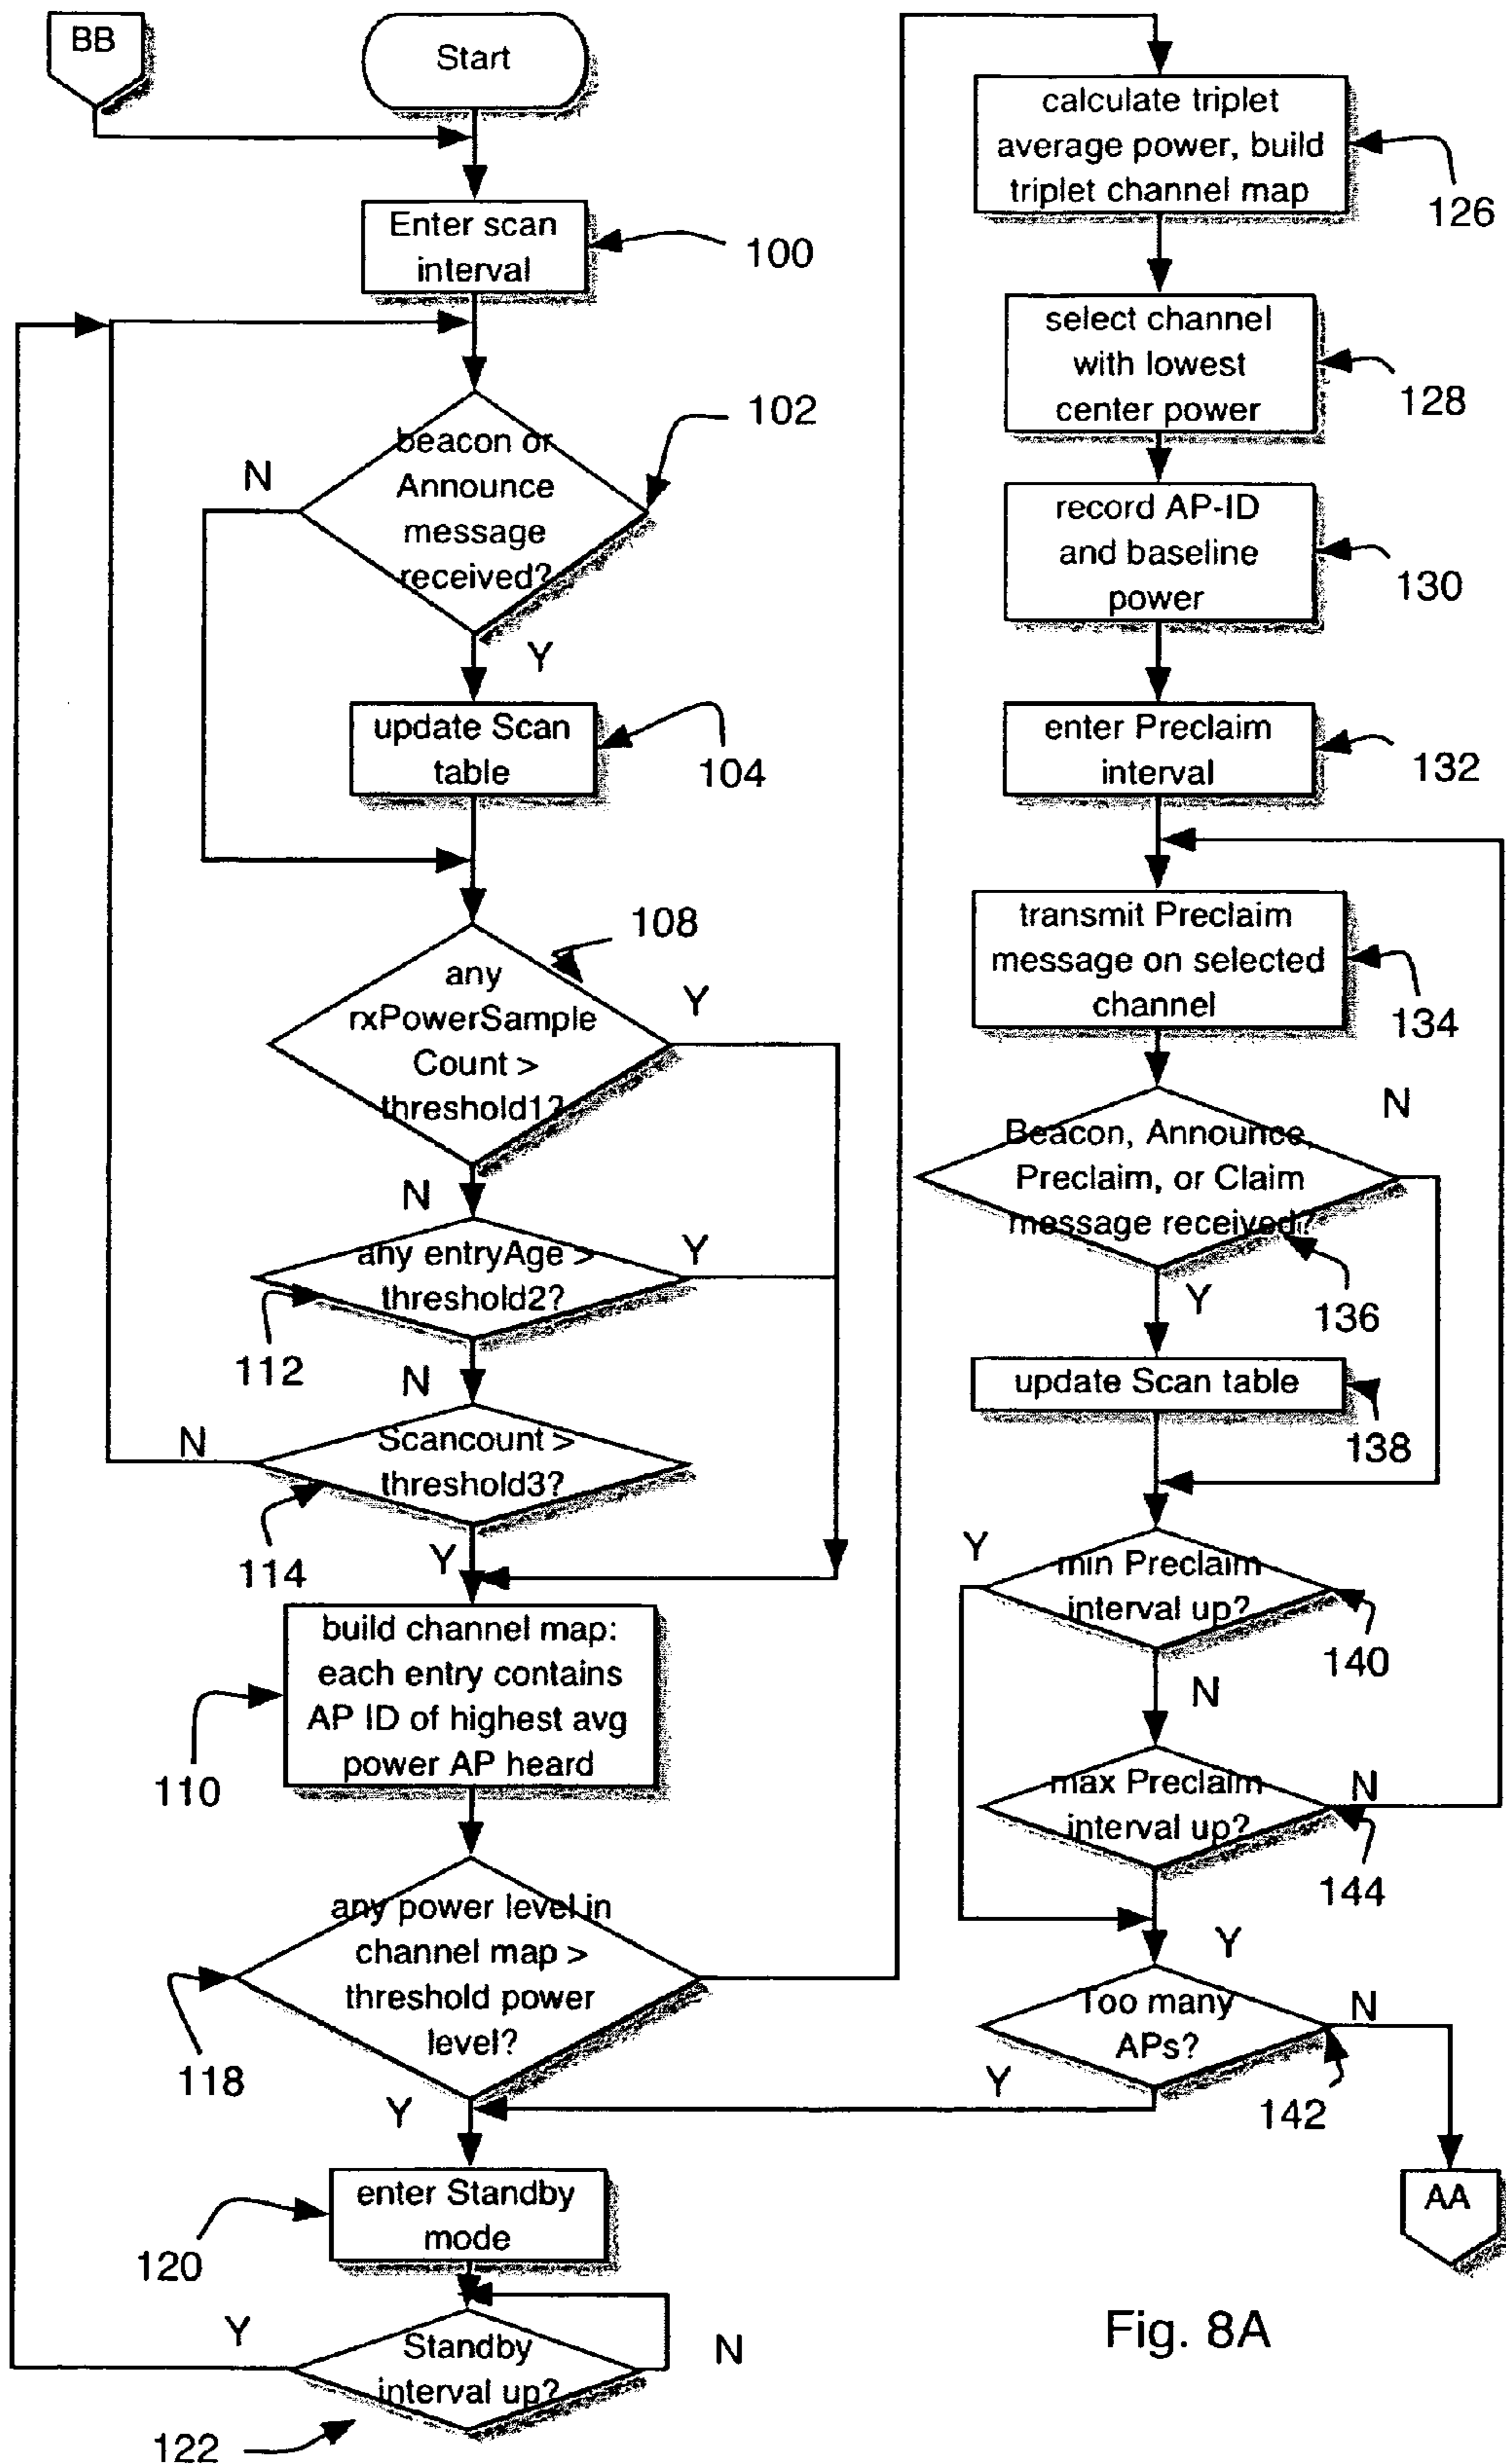 BB
Start
Enter scan
interval
100
beacon or
Announce
message
received?
102
N
Y
update Scan
table
104
any
rxPowerSample
Count >
threshold1?
108
Y
N
any entryAge >
threshold2?
Y
112
N
Scancount >
threshold3?
N
114
Y
build channel map:
each entry contains
AP ID of highest avg
power AP heard
110
any power level in
channel map >
threshold power
level?
118
Y
enter Standby
mode
120
Standby
interval up?
Y
N
122
calculate triplet
average power, build
triplet channel map
126
select channel
with lowest
center power
128
record AP-ID
and baseline
power
130
enter Preclaim
interval
132
transmit Preclaim
message on selected
channel
134
Beacon, Announce,
Preclaim, or Claim
message received?
N
136
Y
update Scan table
138
min Preclaim
interval up?
Y
140
N
max Preclaim
interval up?
N
144
Y
Too many
APs?
N
Y
142
AA
Fig. 8A